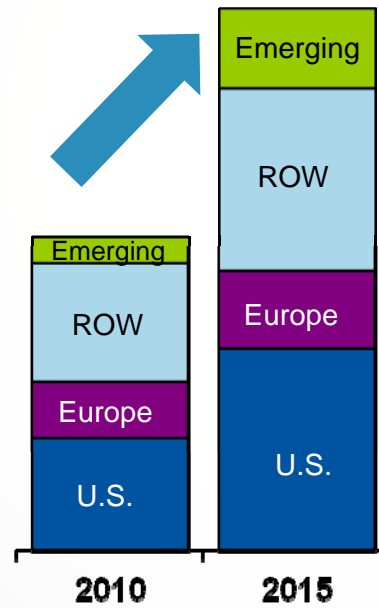 Emerging
ROW
Emerging
ROW
Europe
Europe
U.S.
U.S.
2010
2015